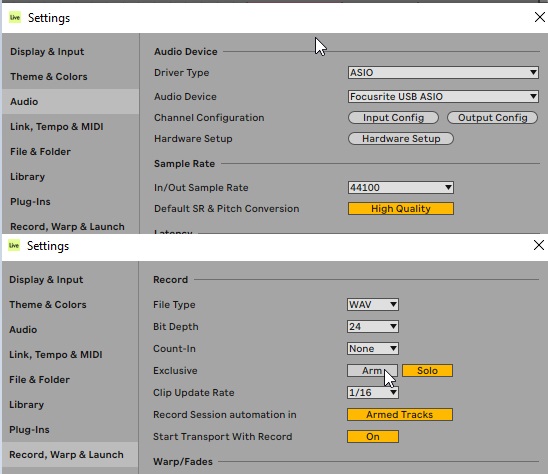 Live Settings
Display & Input
Theme & Colors
Audio
Link, Tempo & MIDI
File & Folder
Library
Plug-Ins
Record, Warp & Launch
Audio Device
Driver Type ASIO
Audio Device Focusrite USB ASIO
Channel Configuration Input Config Output Config
Hardware Setup Hardware Setup
Sample Rate
In/Out Sample Rate 44100
Default SR & Pitch Conversion High Quality
Latency
Live Settings
Display & Input
Theme & Colors
Audio
Link, Tempo & MIDI
File & Folder
Library
Plug-Ins
Record, Warp & Launch
Record
File Type WAV
Bit Depth 24
Count-In None
Exclusive Arm Solo
Clip Update Rate 1/16
Record Session automation in Armed Tracks
Start Transport With Record On
Warp/Fades